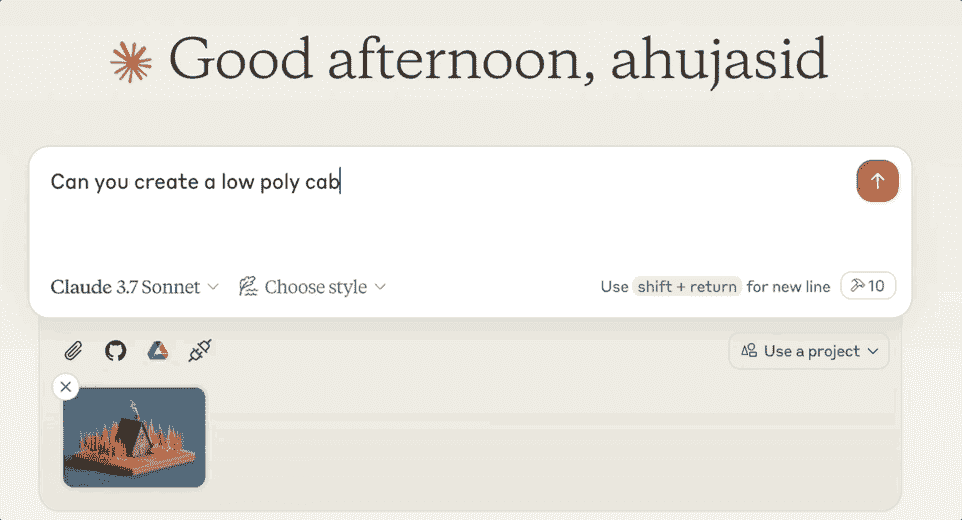 Good afternoon, ahujasid
Can you create a low poly cab
Claude 3.7 Sonnet Choose style Use shift + return for new line 10
Use a project